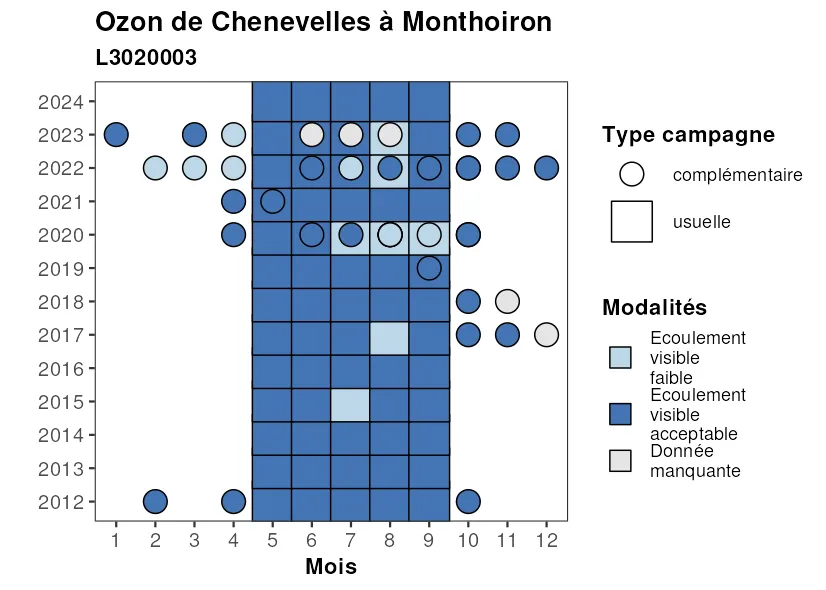 Ozon de Chenevelles à Monthoiron
L3020003
2024
2023
2022
2021
2020
2019
2018
2017
2016
2015
2014
2013
2012
1 2 3 4 5 6 7 8 9 10 11 12
Mois
Type campagne
complémentaire
usuelle
Modalités
Ecoulement
visible
faible
Ecoulement
visible
acceptable
Donnée
manquante